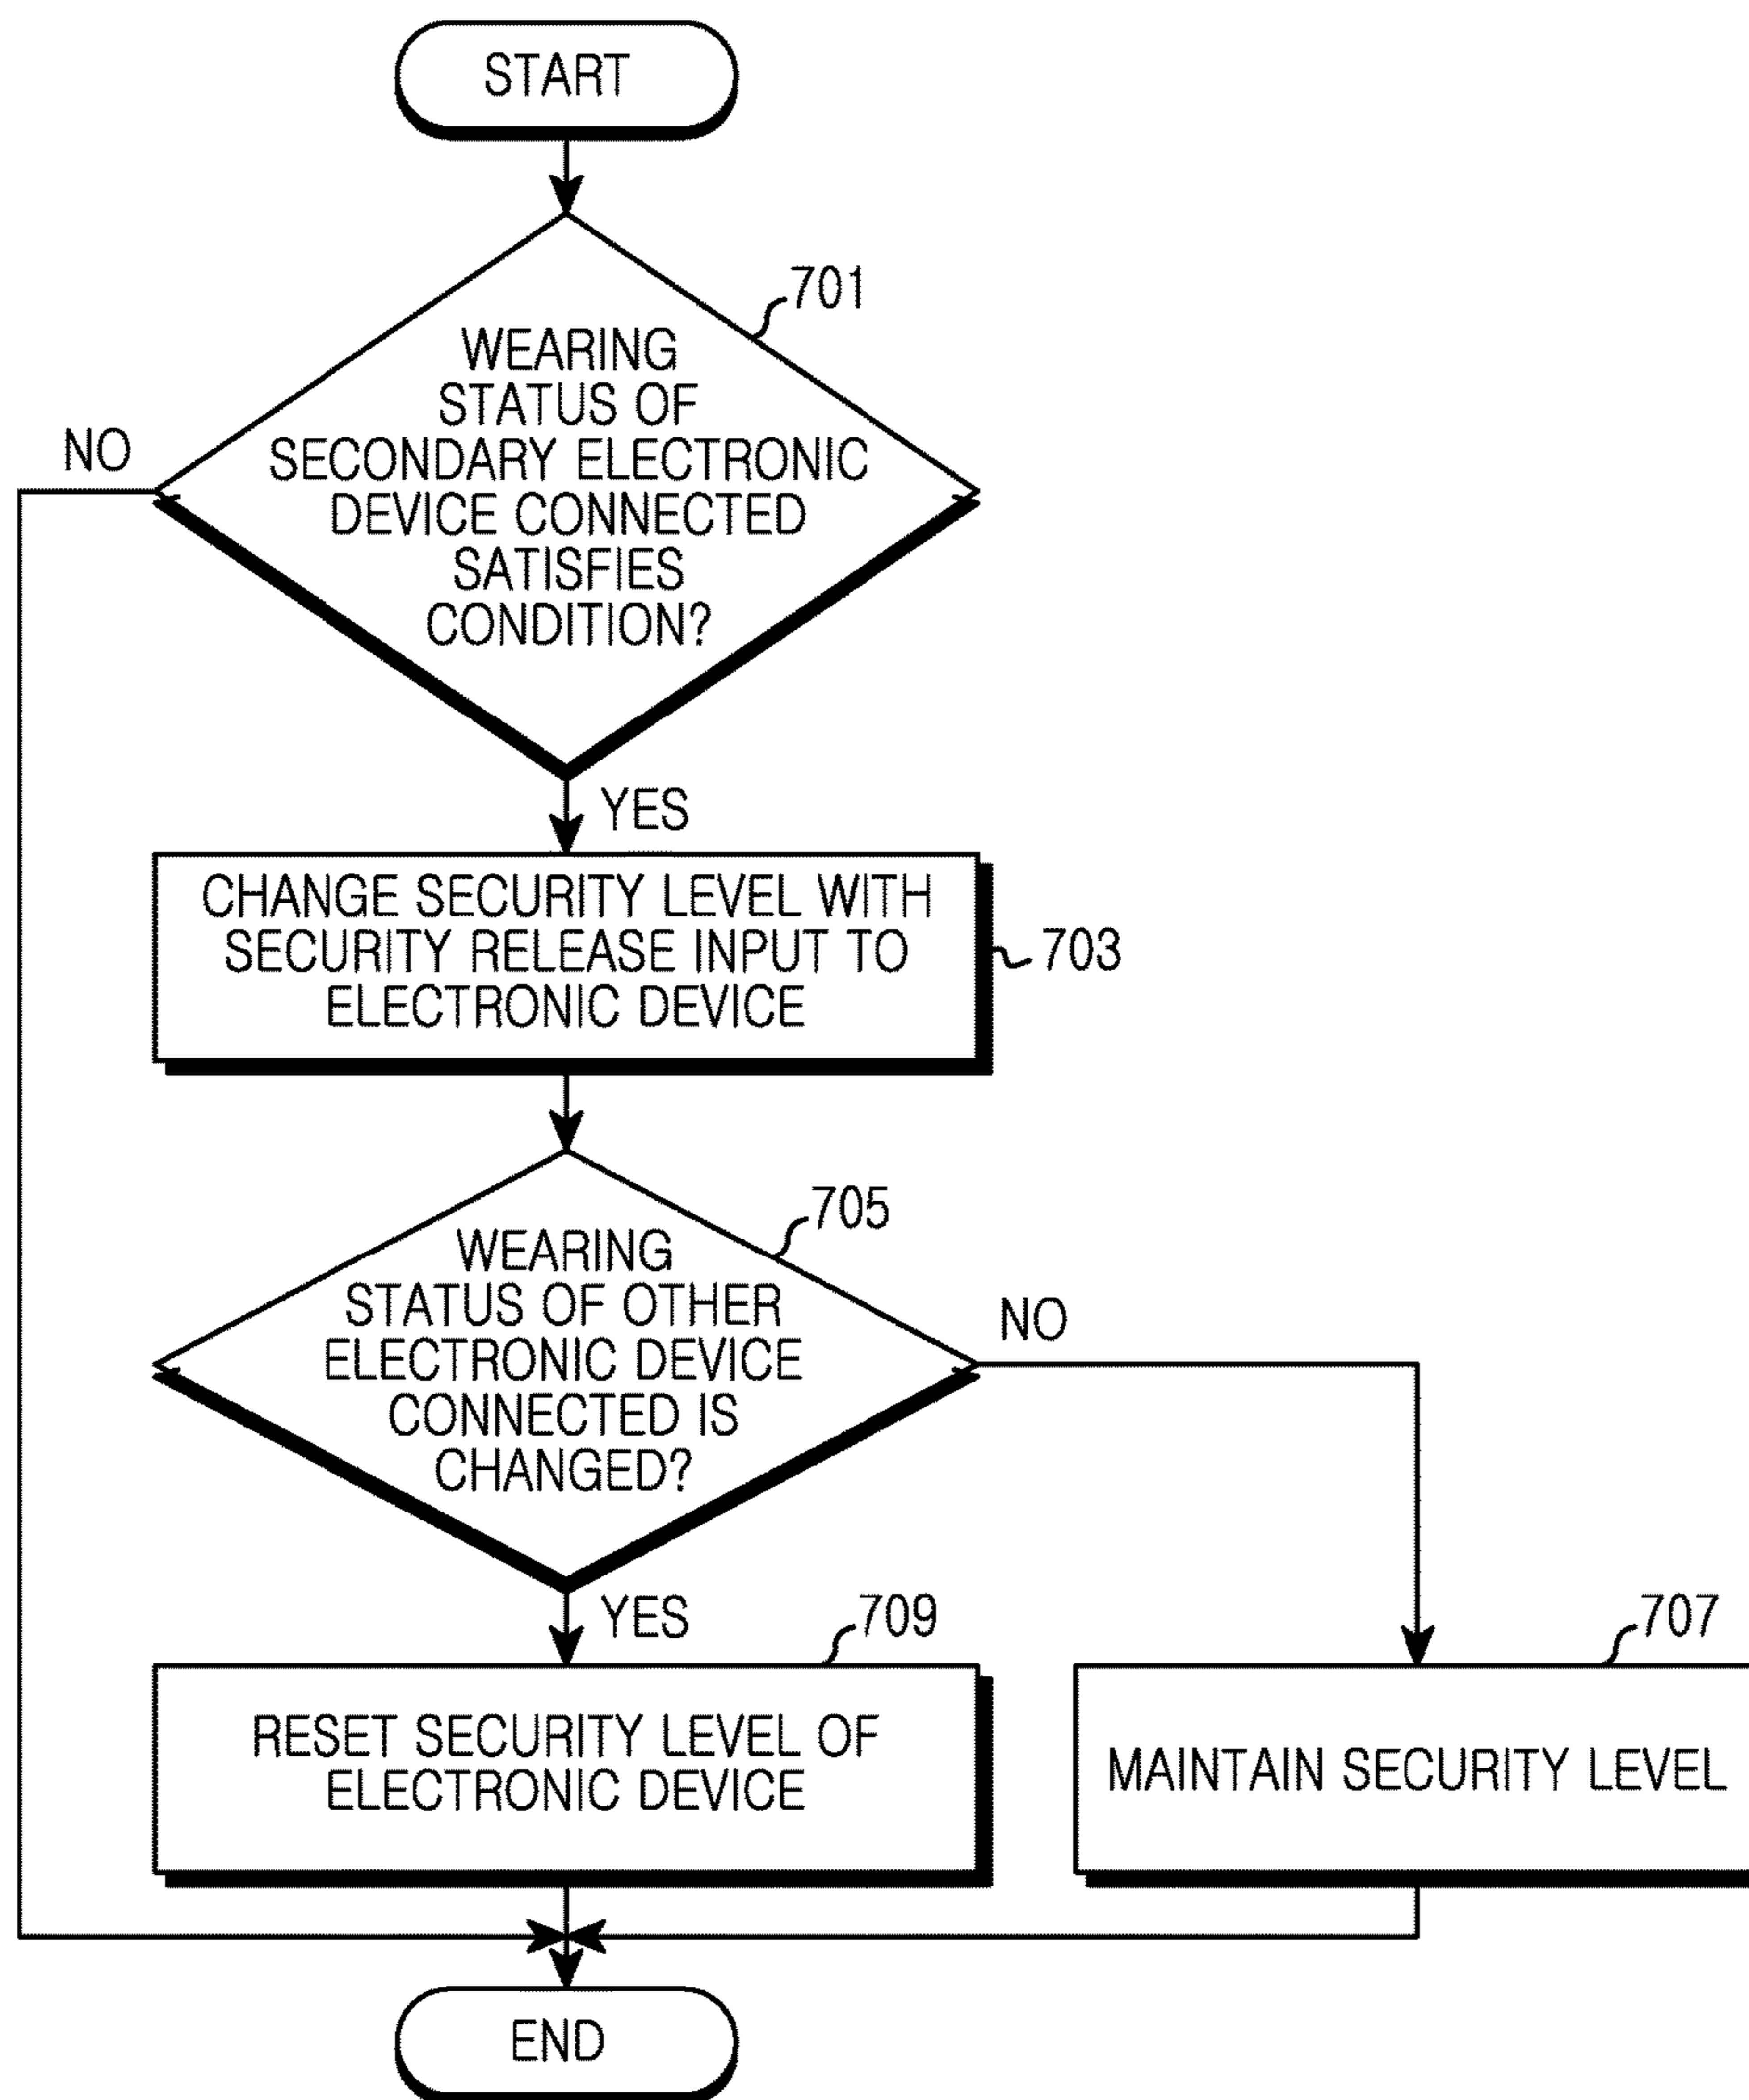 START
701
WEARING
STATUS OF
SECONDARY ELECTRONIC
DEVICE CONNECTED
SATISFIES
CONDITION?
NO
YES
CHANGE SECURITY LEVEL WITH
SECURITY RELEASE INPUT TO
ELECTRONIC DEVICE
703
705
WEARING
STATUS OF OTHER
ELECTRONIC DEVICE
CONNECTED IS
CHANGED?
NO
YES
709
RESET SECURITY LEVEL OF
ELECTRONIC DEVICE
707
MAINTAIN SECURITY LEVEL
END